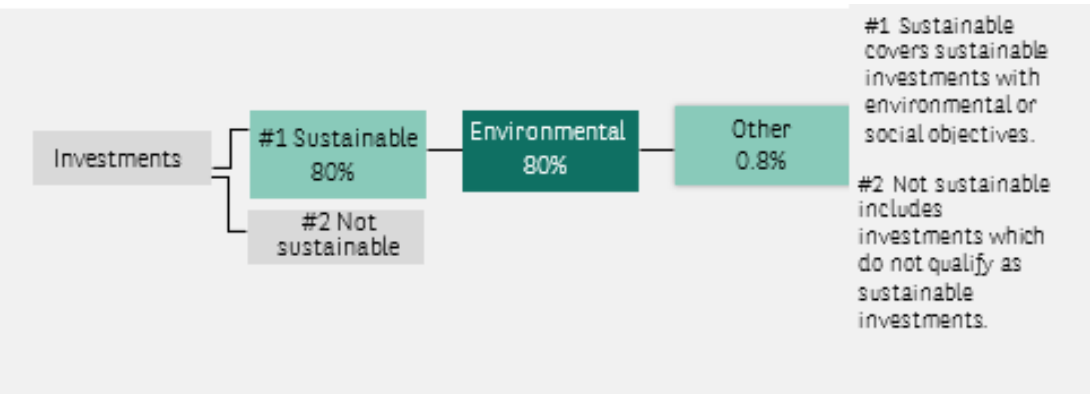 Investments
#1 Sustainable
80%
#2 Not
sustainable
Environmental
80%
Other
0.8%
#1 Sustainable
covers sustainable
investments with
environmental or
social objectives.
#2 Not sustainable
includes
investments which
do not qualify as
sustainable
investments.